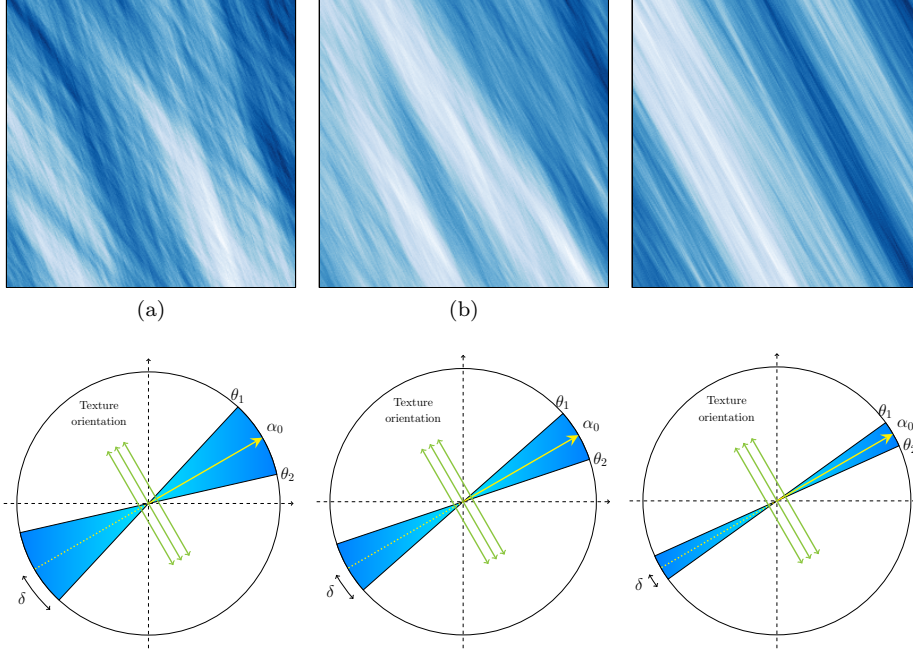 (a)
(b)
Texture
orientation
θ1
α0
θ2
δ
Texture
orientation
θ1
α0
θ2
δ
Texture
orientation
θ1
α0
θ2
δ